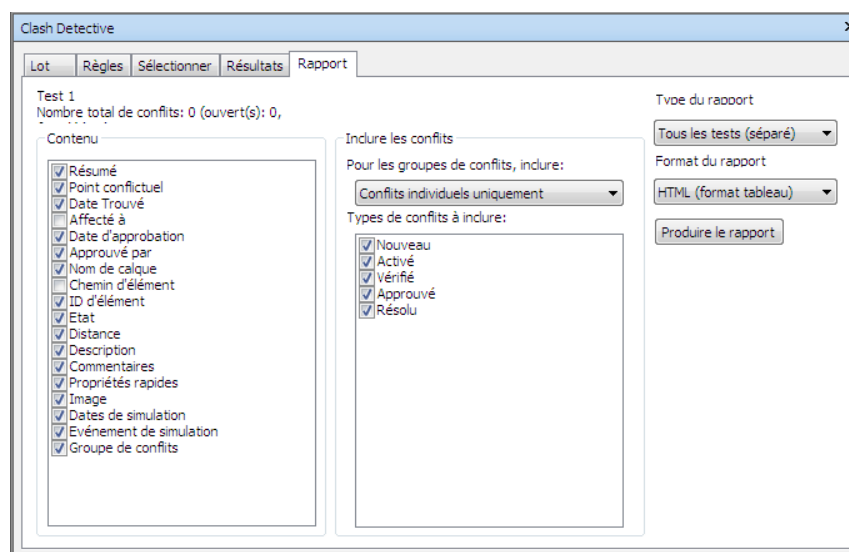 Clash Detective
Lot
Règles
Sélectionner
Résultats
Rapport
Test 1
Nombre total de conflits: 0 (ouvert(s): 0,
Contenu
Résumé
Point conflictuel
Date Trouvé
Affecté à
Date d'approbation
Approuvé par
Nom de calque
Chemin d'élément
ID d'élément
Etat
Distance
Description
Commentaires
Propriétés rapides
Image
Dates de simulation
Evénement de simulation
Groupe de conflits
Inclure les conflits
Pour les groupes de conflits, inclure:
Conflits individuels uniquement
Types de conflits à inclure:
Nouveau
Activé
Vérifié
Approuvé
Résolu
Type du rapport
Tous les tests (séparé)
Format du rapport
HTML (format tableau)
Produire le rapport